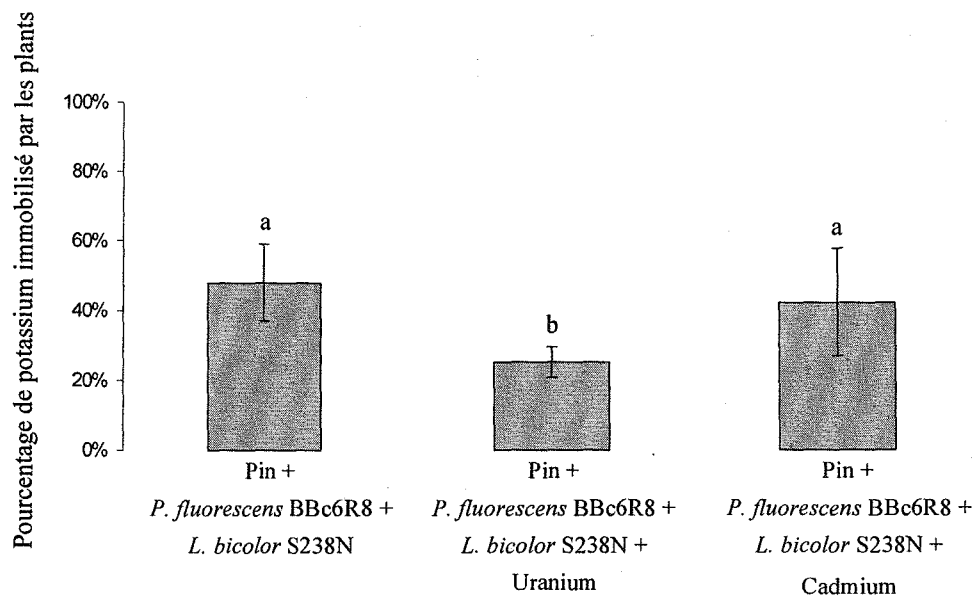 Pourcentage de potassium immobilisé par les plants
100%
80%
60%
40%
20%
0%
a
b
a
Pin +
P. fluorescens BBc6R8 +
L. bicolor S238N
Pin +
P. fluorescens BBc6R8 +
L. bicolor S238N +
Uranium
Pin +
P. fluorescens BBc6R8 +
L. bicolor S238N +
Cadmium